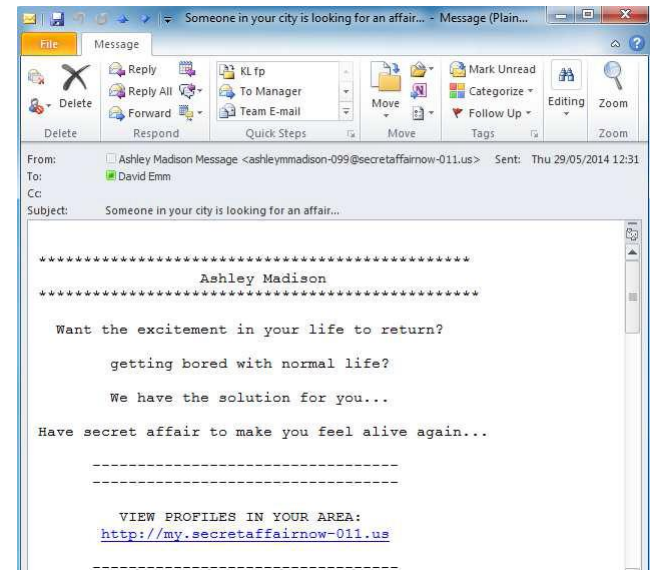 Someone in your city is looking for an affair... - Message (Plain...
File Message
Reply
Reply All
Forward
Delete
KL fp
To Manager
Team E-mail
Move
Mark Unread
Categorize
Follow Up
Editing
Zoom
Delete Respond Quick Steps Move Tags Zoom
From: Ashley Madison Message <ashleymmadison-099@secretaffairnow-011.us> Sent: Thu 29/05/2014 12:31
To: David Emm
Cc:
Subject: Someone in your city is looking for an affair...
************************************************
Ashley Madison
*************************************************
Want the excitement in your life to return?
getting bored with normal life?
We have the solution for you...
Have secret affair to make you feel alive again...
----------------------------------
----------------------------------
VIEW PROFILES IN YOUR AREA:
http://my.secretaffairnow-011.us
----------------------------------